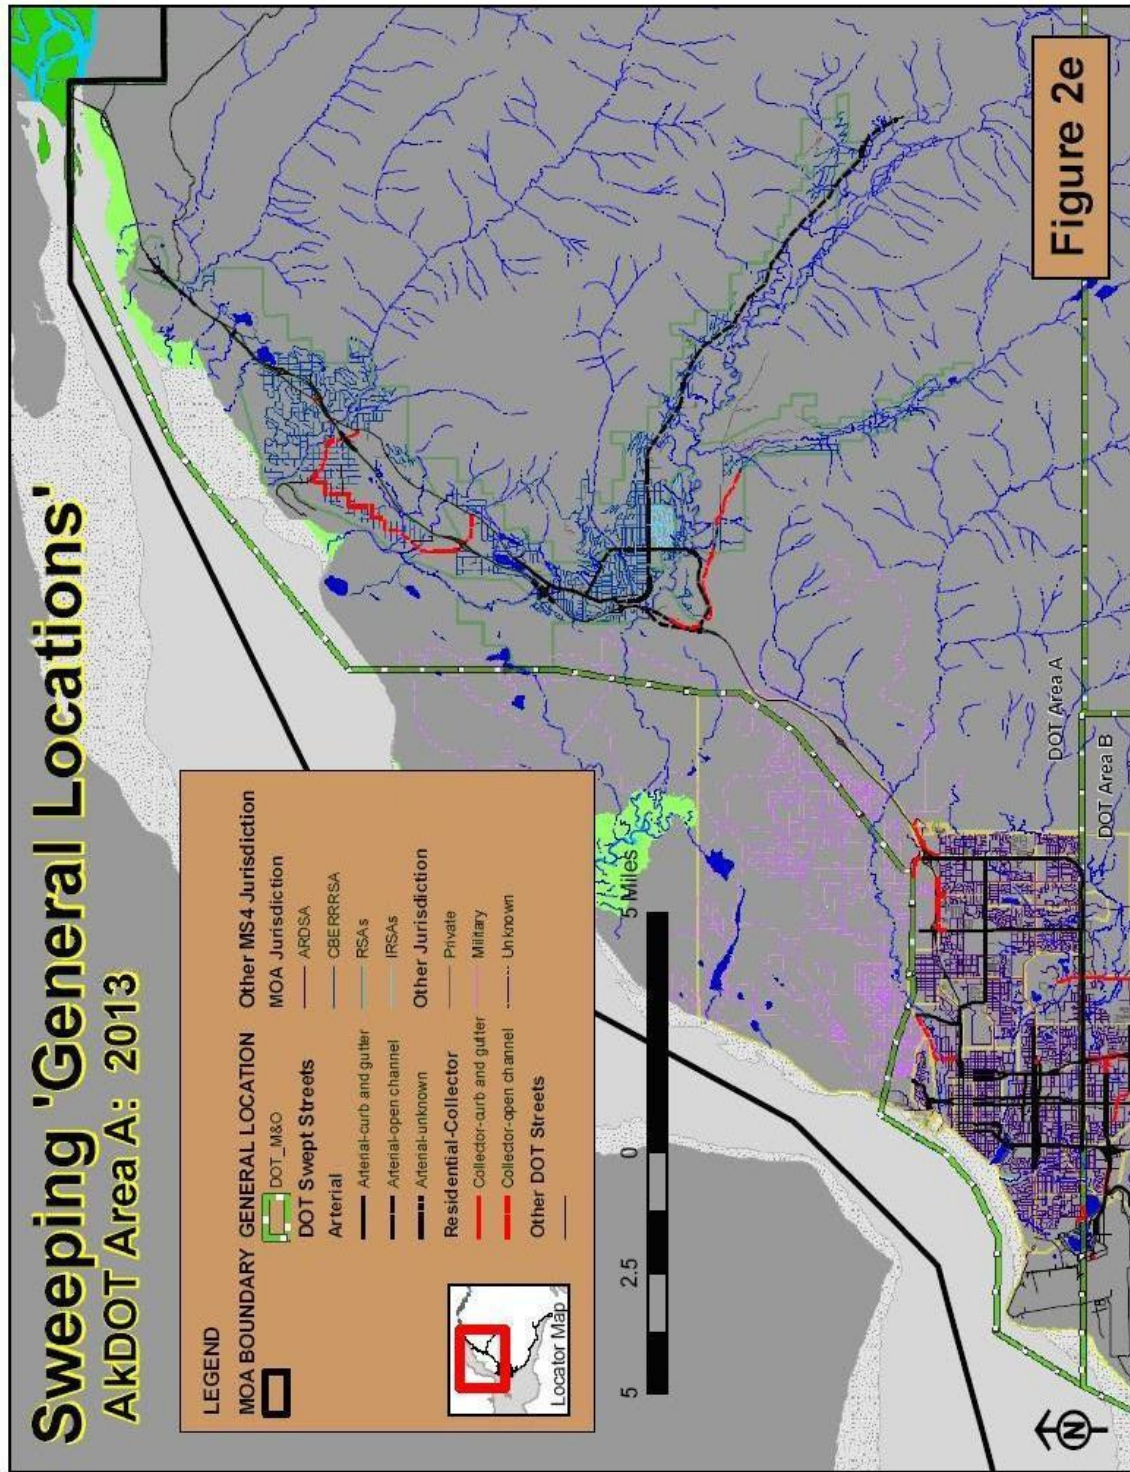 Sweeping 'General Locations'
AkDOT Area A: 2013
LEGEND
MOA BOUNDARY
GENERAL LOCATION
DOT_M&O
DOT Swept Streets
Arterial
Arterial-curb and gutter
Arterial-open channel
Arterial-unknown
Residential-Collector
Collector-curb and gutter
Collector-open channel
Other DOT Streets
Other MS4 Jurisdiction
MOA Jurisdiction
ARDSA
CBERRRSA
RSAs
IRSAs
Other Jurisdiction
Private
Military
Unknown
Locator Map
5 2.5 0 5 Miles
N
DOT Area A
DOT Area B
Figure 2e